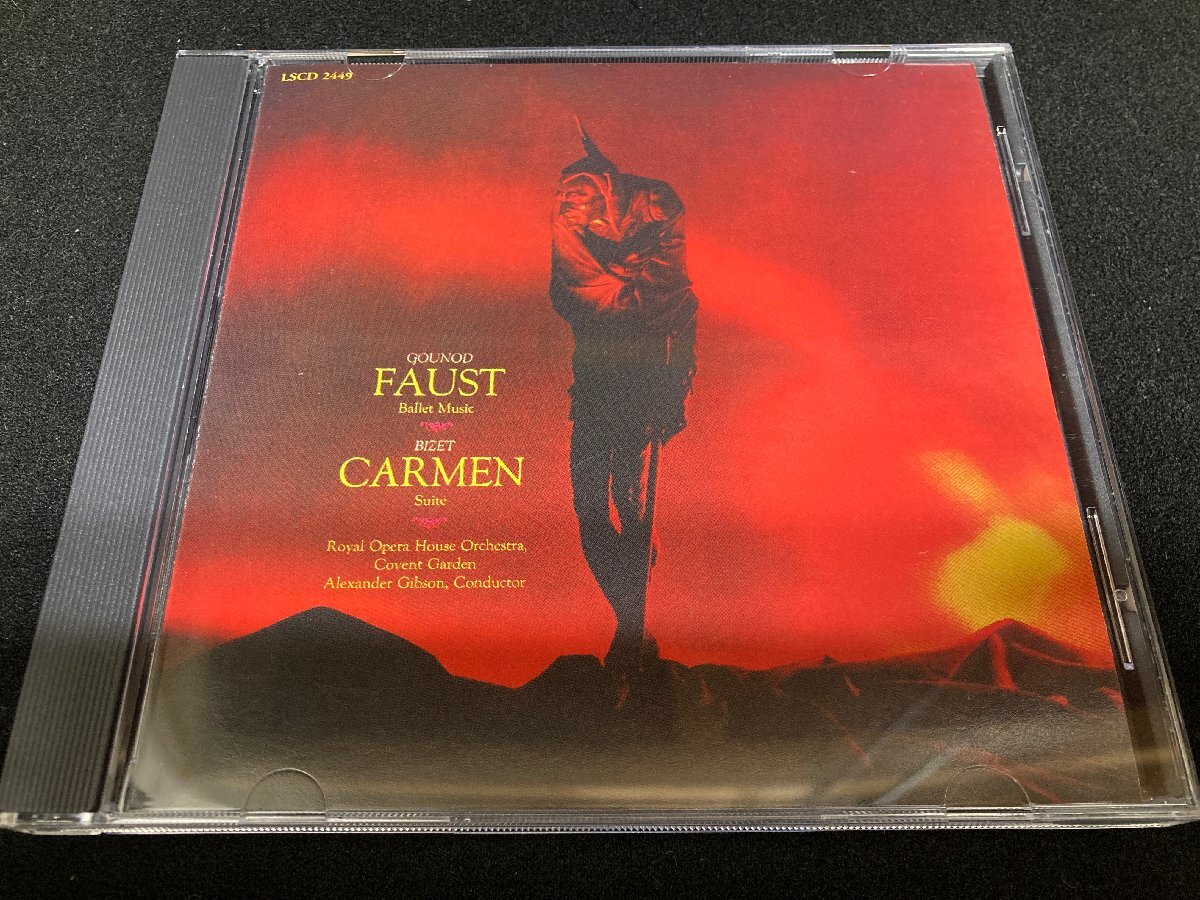 LSCD 2449
GOUNOD
FAUST
Ballet Music
BIZET
CARMEN
Suite
Royal Opera House Orchestra,
Covent Garden
Alexander Gibson, Conductor